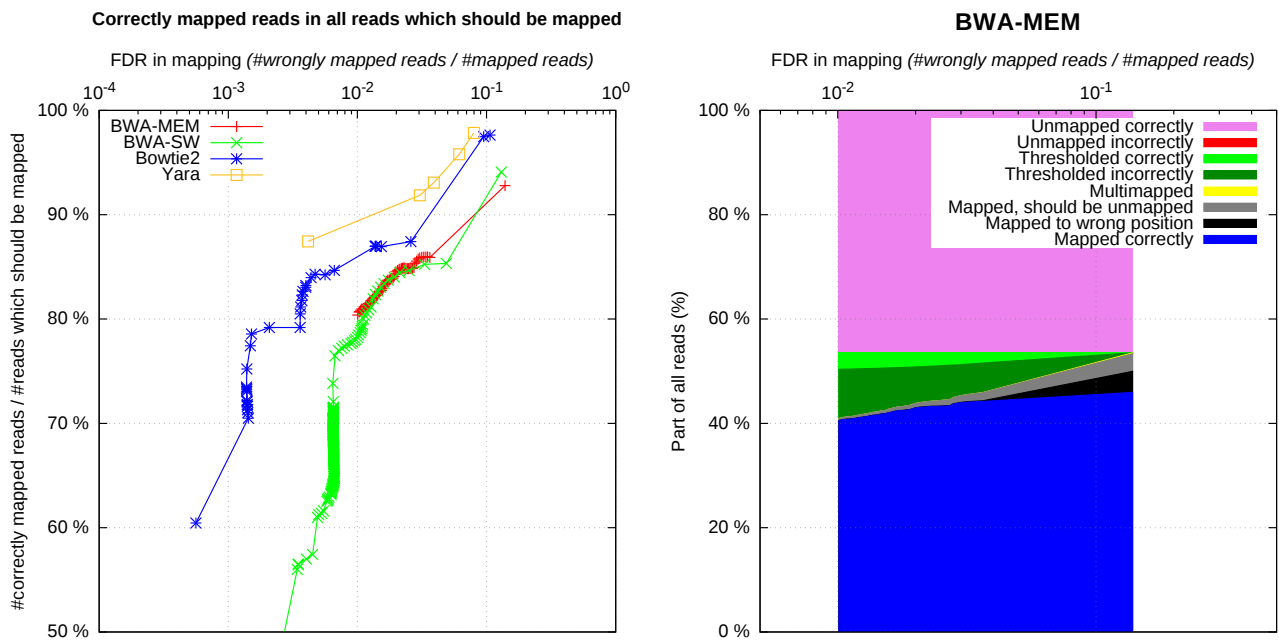 Correctly mapped reads in all reads which should be mapped
FDR in mapping (#wrongly mapped reads / #mapped reads)
10-4 10-3 10-2 10-1 100
#correctly mapped reads / #reads which should be mapped
100 %
90 %
80 %
70 %
60 %
50 %
BWA-MEM
BWA-SW
Bowtie2
Yara
BWA-MEM
FDR in mapping (#wrongly mapped reads / #mapped reads)
10-2 10-1
Part of all reads (%)
100 %
80 %
60 %
40 %
20 %
0 %
Unmapped correctly
Unmapped incorrectly
Thresholded correctly
Thresholded incorrectly
Multimapped
Mapped, should be unmapped
Mapped to wrong position
Mapped correctly